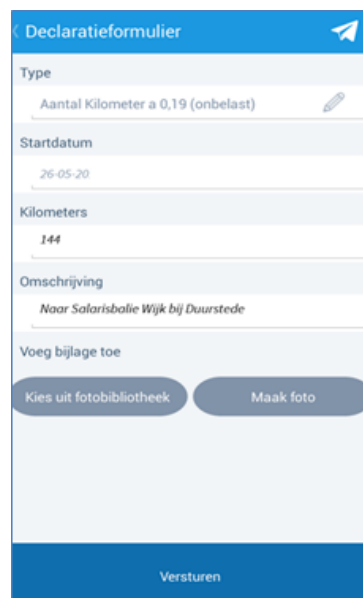 Declaratieformulier
Type
Aantal Kilometer a 0,19 (onbelast)
Startdatum
26-05-20
Kilometers
144
Omschrijving
Naar Salarisbalie Wijk bij Duurstede
Voeg bijlage toe
Kies uit fotobibliotheek
Maak foto
Versturen